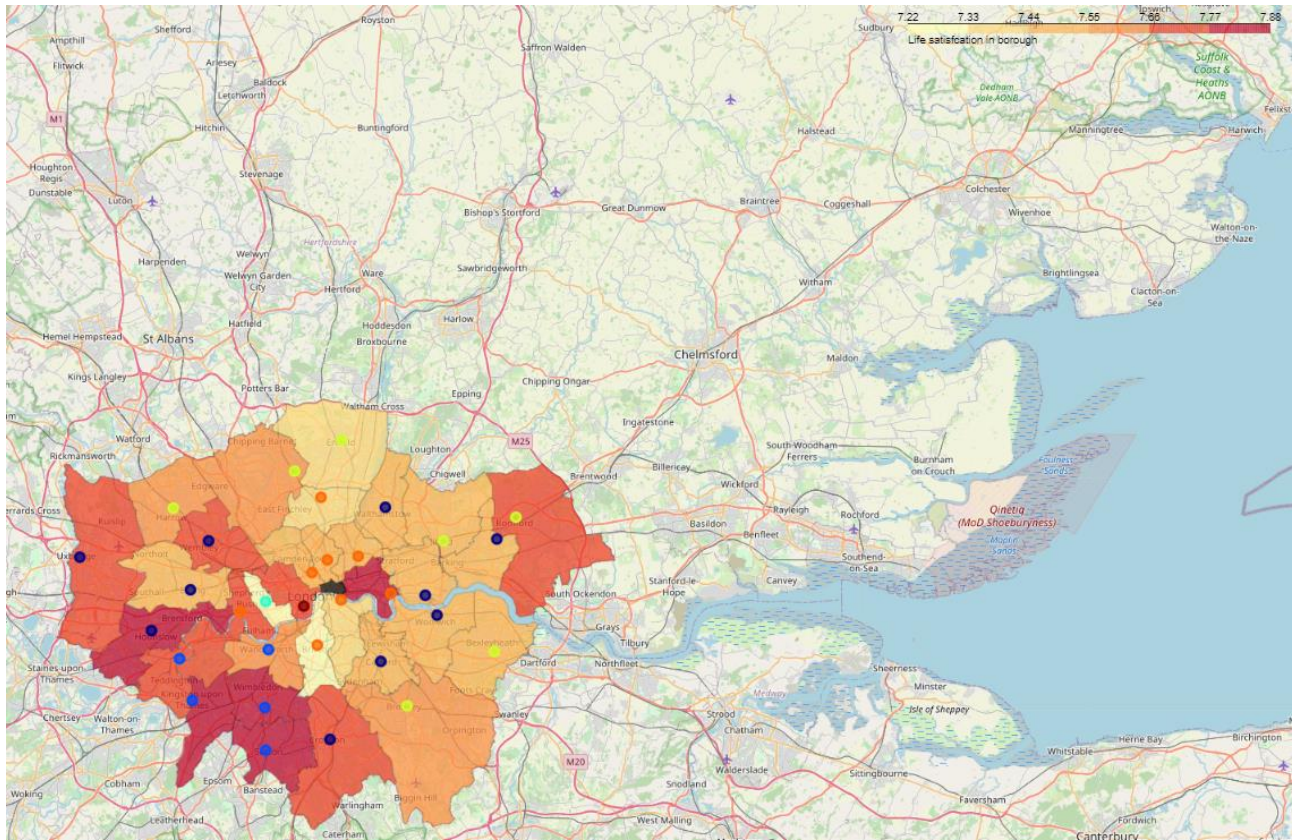 7.22 7.33 7.44 7.55 7.66 7.77 7.88
Life satisfcation in borough
Shefford
Royston
Ampthill
Flitwick
Arlesey
Saffron Walden
Sudbury
Baldock
Letchworth
Suffolk
Coast &
Heaths
AONB
Dedham
Vale AONB
M1
Hitchin
Buntingford
Halstead
Manningtree
Harwich
Houghton
Regis
Dunstable
Stevenage
Luton
Colchester
Bishop's Stortford
Great Dunmow
Braintree
Coggeshall
Wivenhoe
Walton-on-
the-Naze
Hertfordshire
Harpenden
Welwyn
Welwyn Garden
City
Ware
Hertford
Sawbridgeworth
Brightlingsea
Witham
Clacton-on-
Sea
Hemel Hempstead
St Albans
Hatfield
Hoddesdon
Broxbourne
Harlow
Chelmsford
Maldon
Kings Langley
Potters Bar
Chipping Ongar
Waltham Cross
Epping
Watford
Rickmansworth
Chipping Barnet
Enfield
Loughton
Chigwell
M25
Ingatestone
Brentwood
Billericay
South Woodham
Ferrers
Burnham
on Crouch
Foulness
Sands
Wickford
Rayleigh
Rochford
Qinetiq
(MoD Shoeburyness)
Maplin
Sands
Edgware
East Finchley
Walthamstow
Ruislip
Harrow
Wembley
Romford
Basildon
Benfleet
Southend-
on-Sea
Canvey
Northolt
Southall
Stratford
Barking
Stanford-le-
Hope
South Ockendon
Grays
Tilbury
Brentford
Hounslow
Fulham
Woolwich
Bexleyheath
Dartford
Northfleet
Staines-upon
Thames
Teddington
Kingston upon
Thames
Wimbledon
Lewisham
Sheerness
Minster
Isle of Sheppey
Medway
Chertsey
Walton-on-
Thames
Bromley
Orpington
Swanley
Strood
Chatham
Whitstable
Herne Bay
Birchington
Epsom
Banstead
Croydon
Biggin Hill
M20
Walderslade
Sittingbourne
Faversham
Cobham
Woking
Leatherhead
Warlingham
Caterham
Snodland
West Malling
Fordwich
Canterbury